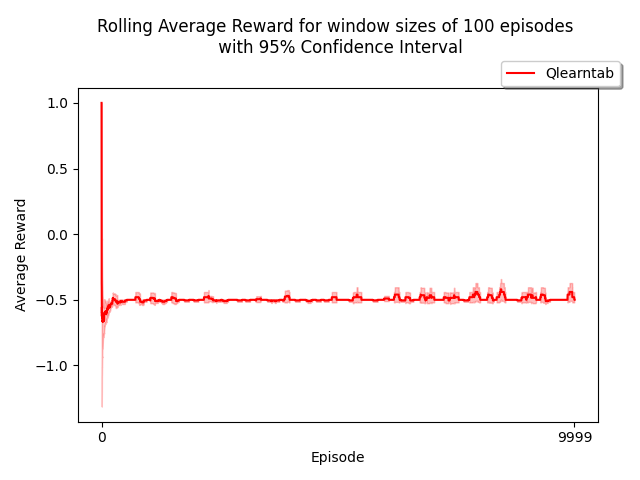 Rolling Average Reward for window sizes of 100 episodes
with 95% Confidence Interval
Qlearntab
1.0
0.5
0.0
−0.5
−1.0
Average Reward
0
9999
Episode